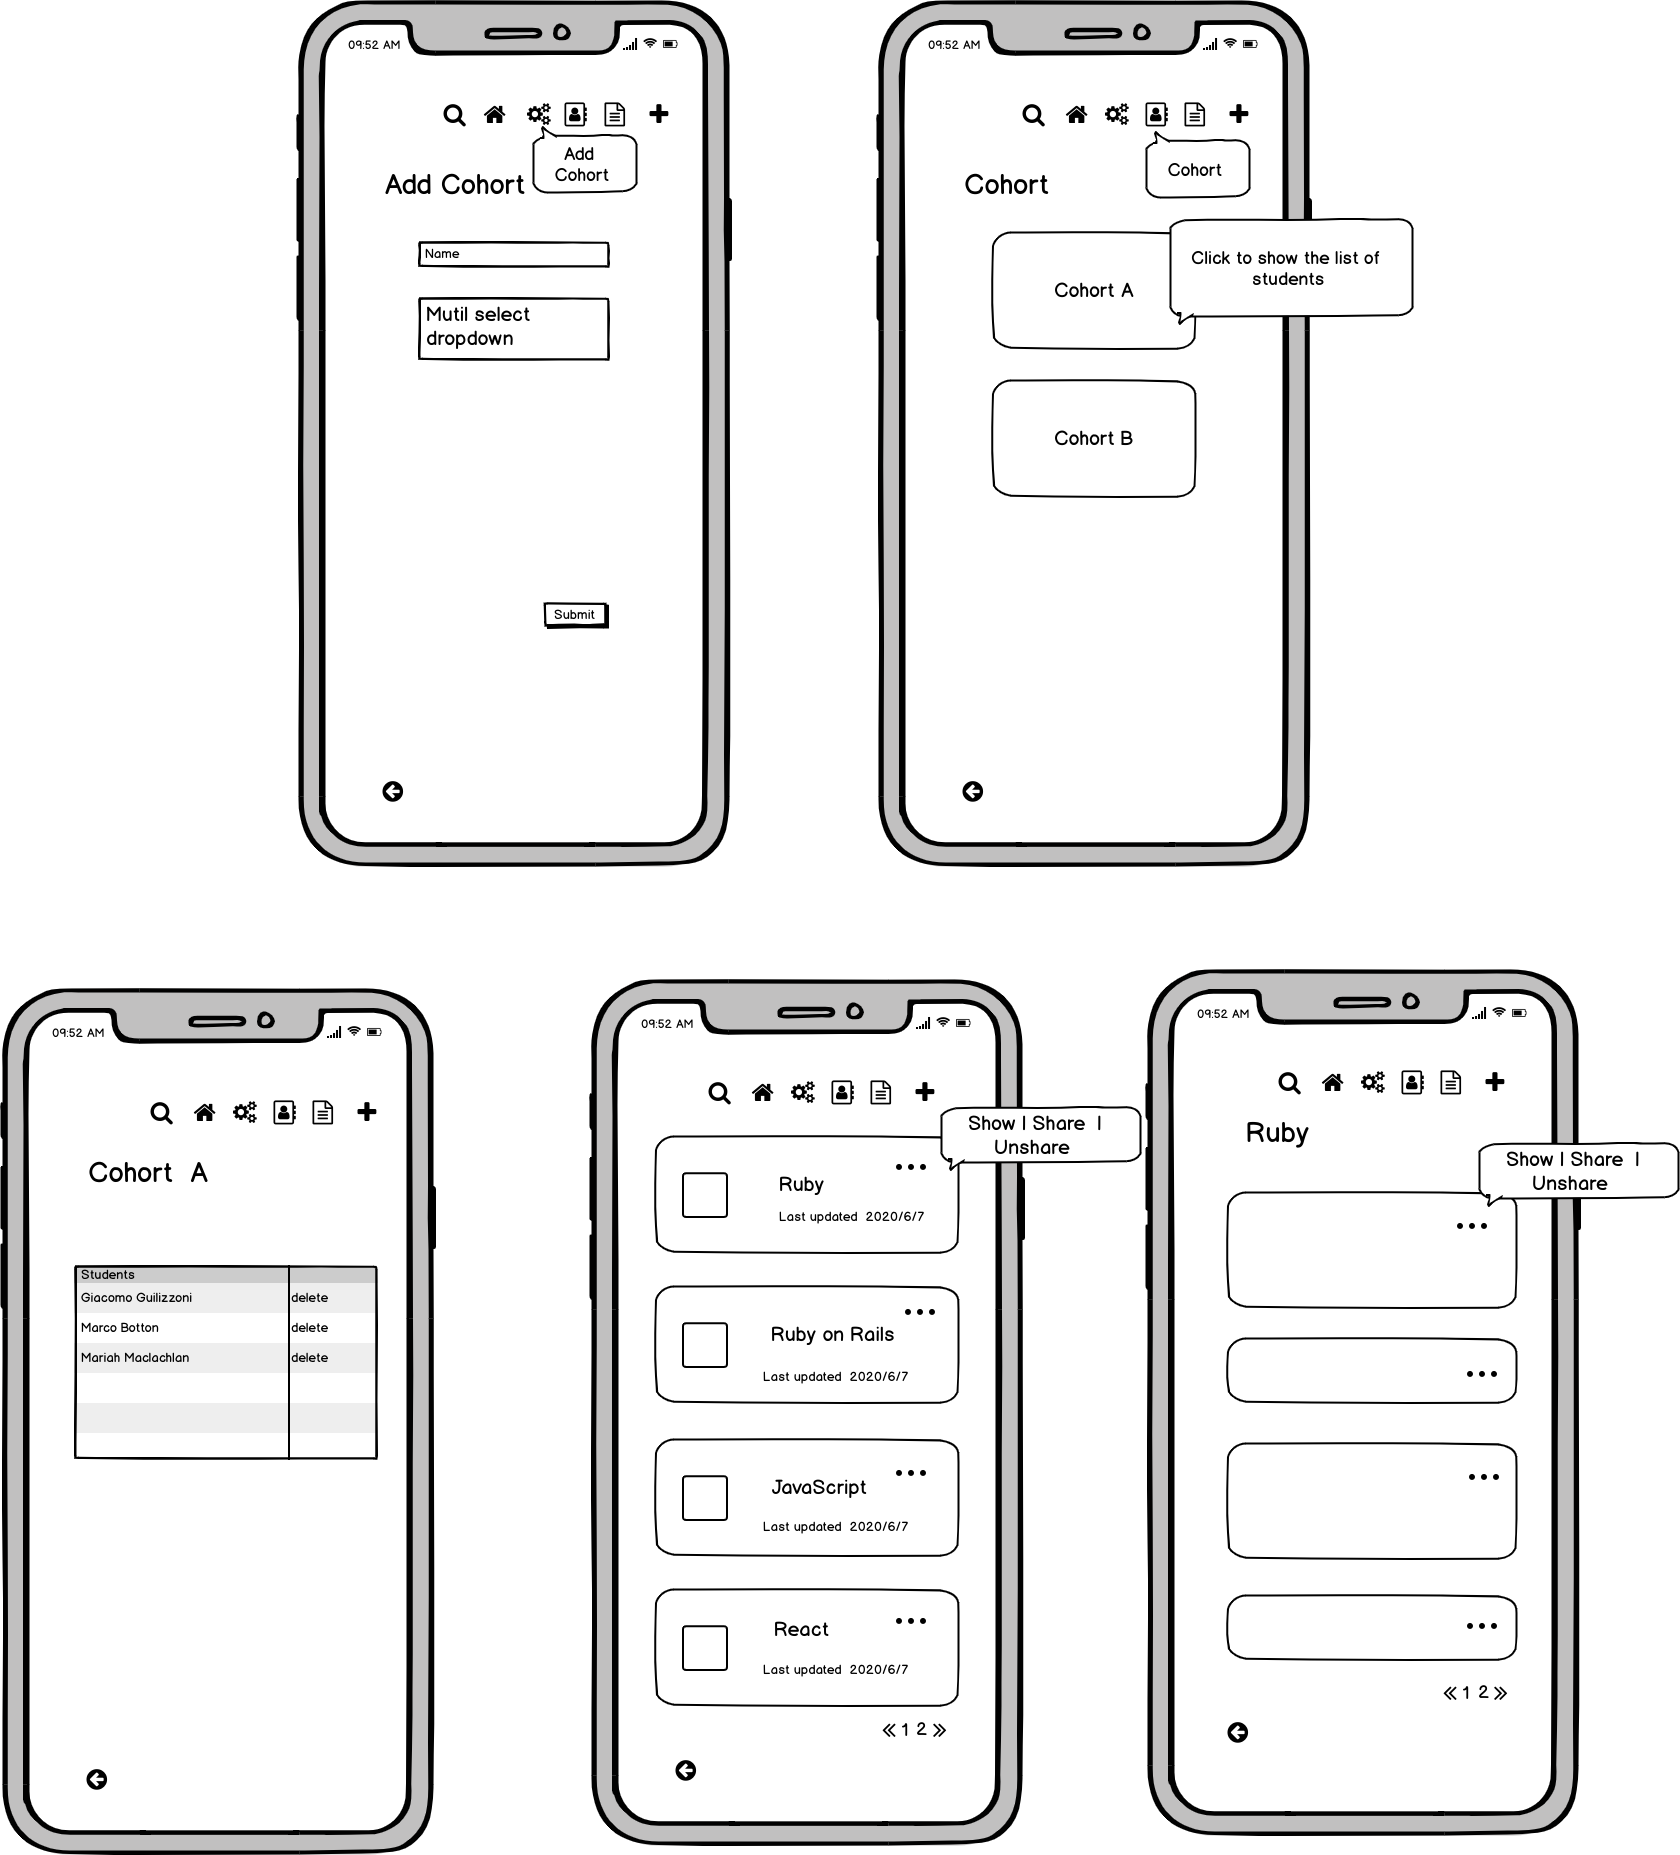 09:52 AM
Add
Cohort
Add Cohort
Name
Mutil select
dropdown
Submit
09:52 AM
Cohort
Cohort
Click to show the list of
students
Cohort A
Cohort B
09:52 AM
Cohort A
Students
Giacomo Guilizzoni delete
Marco Botton delete
Mariah Maclachlan delete
09:52 AM
Show | Share |
Unshare
Ruby
Last updated 2020/6/7
Ruby on Rails
Last updated 2020/6/7
JavaScript
Last updated 2020/6/7
React
Last updated 2020/6/7
1 2
09:52 AM
Ruby
Show | Share |
Unshare
1 2